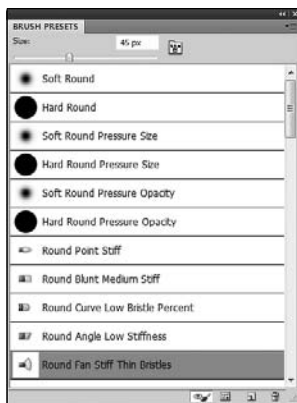 BRUSH PRESETS
Size: 45 px
Soft Round
Hard Round
Soft Round Pressure Size
Hard Round Pressure Size
Soft Round Pressure Opacity
Hard Round Pressure Opacity
Round Point Stiff
Round Blunt Medium Stiff
Round Curve Low Bristle Percent
Round Angle Low Stiffness
Round Fan Stiff Thin Bristles